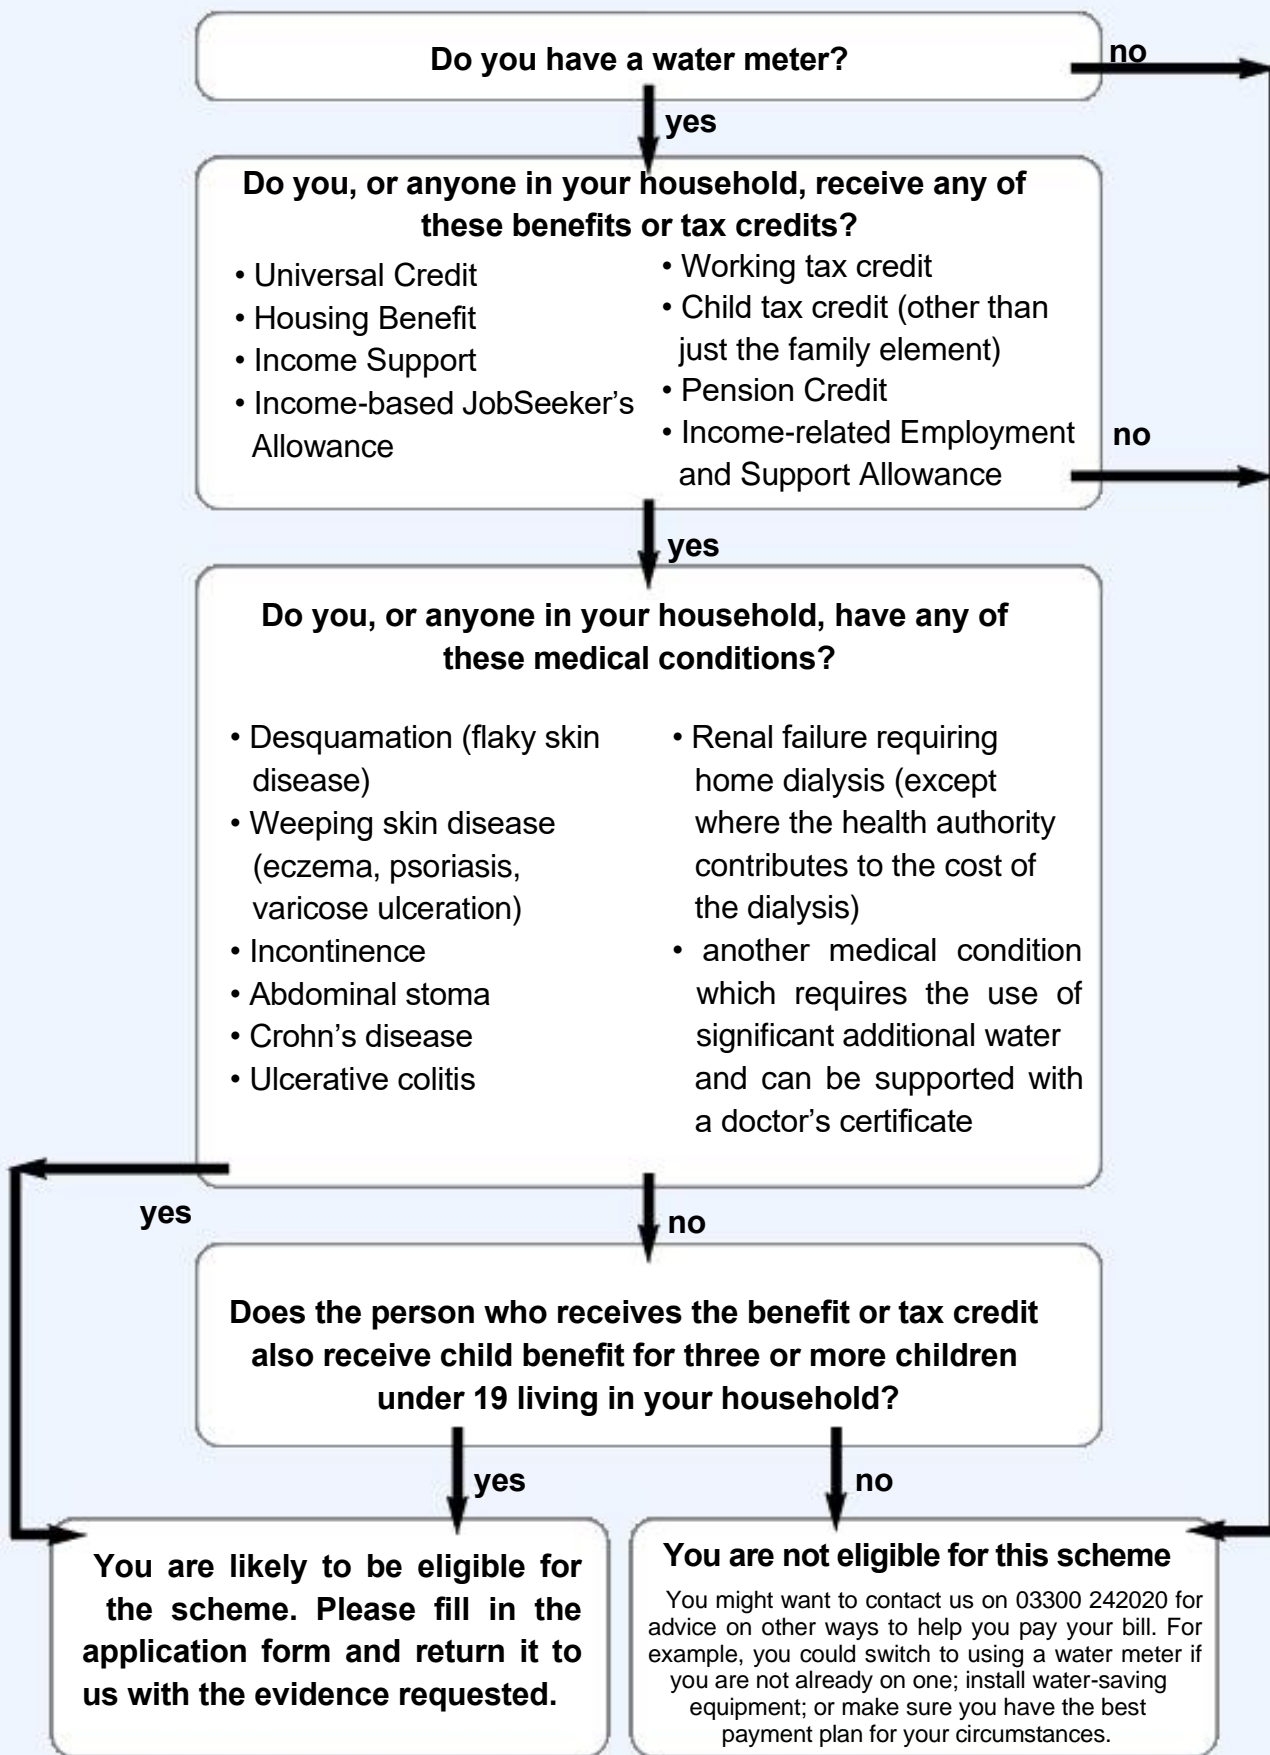 Do you have a water meter?
no
yes
Do you, or anyone in your household, receive any of
these benefits or tax credits?
• Universal Credit
• Housing Benefit
• Income Support
• Income-based JobSeeker's
Allowance
• Working tax credit
• Child tax credit (other than
just the family element)
• Pension Credit
• Income-related Employment
and Support Allowance
no
yes
Do you, or anyone in your household, have any of
these medical conditions?
• Desquamation (flaky skin
disease)
• Weeping skin disease
(eczema, psoriasis,
varicose ulceration)
• Incontinence
• Abdominal stoma
• Crohn's disease
• Ulcerative colitis
• Renal failure requiring
home dialysis (except
where the health authority
contributes to the cost of
the dialysis)
• another medical condition
which requires the use of
significant additional water
and can be supported with
a doctor's certificate
yes
no
Does the person who receives the benefit or tax credit
also receive child benefit for three or more children
under 19 living in your household?
yes
no
You are likely to be eligible for
the scheme. Please fill in the
application form and return it to
us with the evidence requested.
You are not eligible for this scheme
You might want to contact us on 03300 242020 for
advice on other ways to help you pay your bill. For
example, you could switch to using a water meter if
you are not already on one; install water-saving
equipment; or make sure you have the best
payment plan for your circumstances.